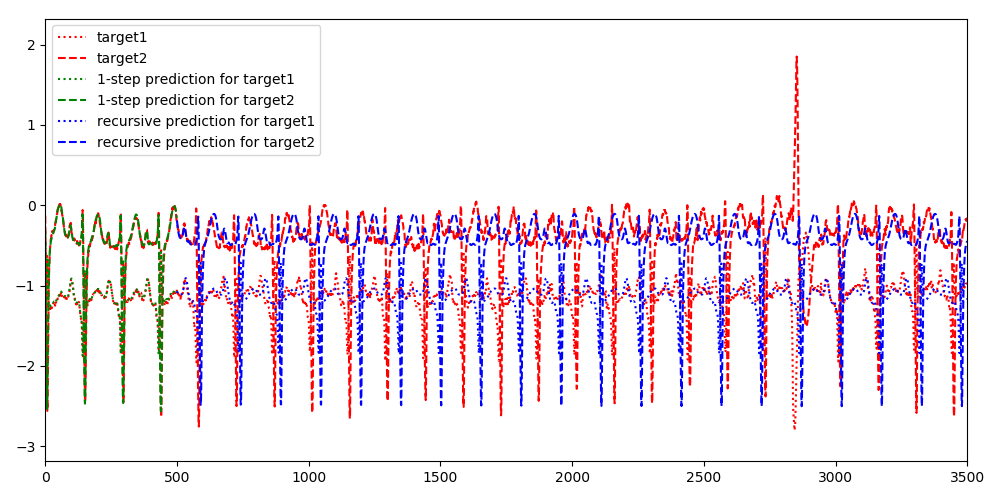 target1
target2
1-step prediction for target1
1-step prediction for target2
recursive prediction for target1
recursive prediction for target2
2
1
0
−1
−2
−3
0 500 1000 1500 2000 2500 3000 3500